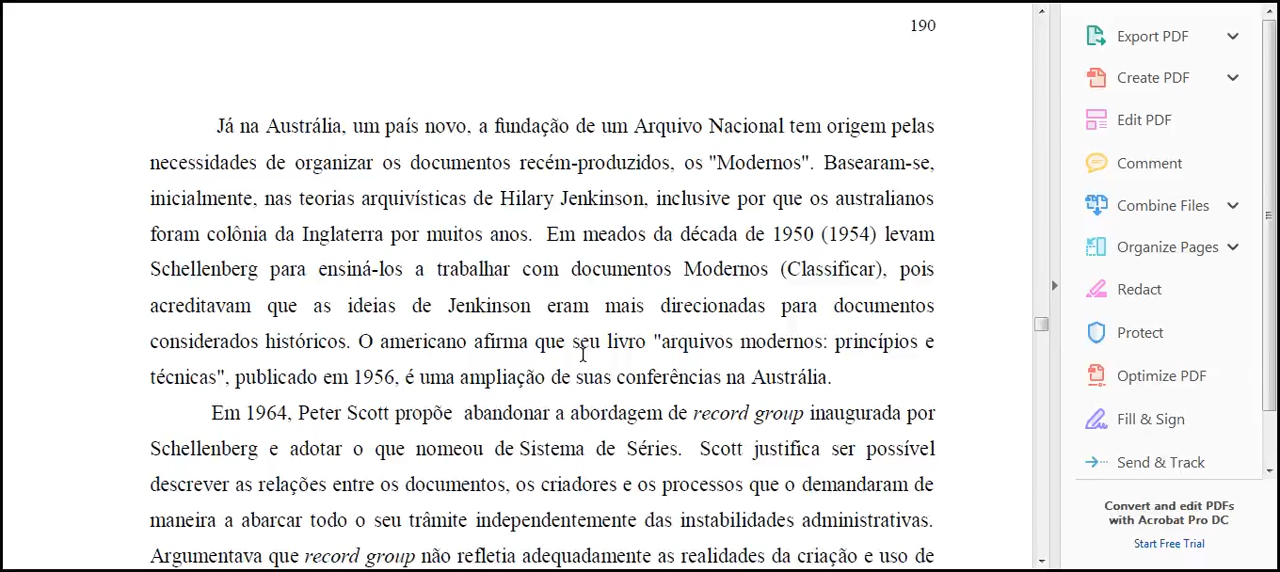 190
Já na Austrália, um país novo, a fundação de um Arquivo Nacional tem origem pelas
necessidades de organizar os documentos recém-produzidos, os "Modernos". Basearam-se,
inicialmente, nas teorias arquivísticas de Hilary Jenkinson, inclusive por que os australianos
foram colônia da Inglaterra por muitos anos. Em meados da década de 1950 (1954) levam
Schellenberg para ensiná-los a trabalhar com documentos Modernos (Classificar), pois
acreditavam que as ideias de Jenkinson eram mais direcionadas para documentos
considerados históricos. O americano afirma que seu livro "arquivos modernos: princípios e
técnicas", publicado em 1956, é uma ampliação de suas conferências na Austrália.
Em 1964, Peter Scott propõe abandonar a abordagem de record group inaugurada por
Schellenberg e adotar o que nomeou de Sistema de Séries. Scott justifica ser possível
descrever as relações entre os documentos, os criadores e os processos que o demandaram de
maneira a abarcar todo o seu trâmite independentemente das instabilidades administrativas.
Argumentava que record group não refletia adequadamente as realidades da criação e uso de
Export PDF
Create PDF
Edit PDF
Comment
Combine Files
Organize Pages
Redact
Protect
Optimize PDF
Fill & Sign
Send & Track
Convert and edit PDFs
with Acrobat Pro DC
Start Free Trial